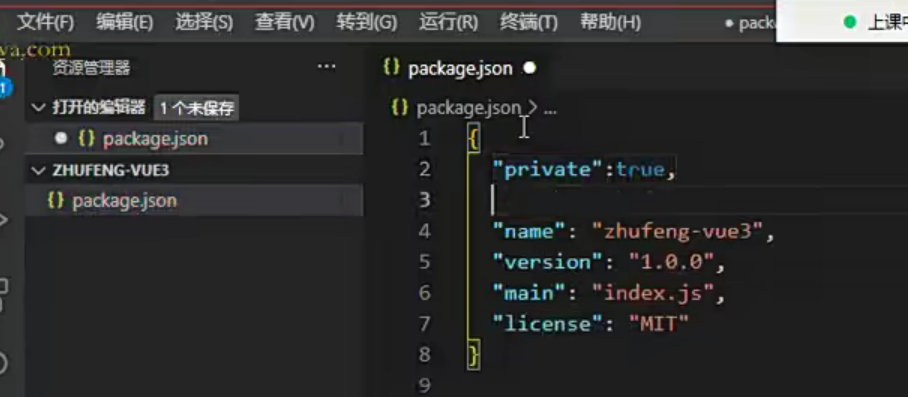 文件(F) 编辑(E) 选择(S) 查看(V) 转到(G) 运行(R) 终端(T) 帮助(H) ● pack
上课中
va.com
资源管理器 ···
{} package.json ●
打开的编辑器 1个未保存
● {} package.json
ZHUFENG-VUE3
{} package.json
{} package.json > ...
1 {
2 "private":true,
3
4 "name": "zhufeng-vue3",
5 "version": "1.0.0",
6 "main": "index.js",
7 "license": "MIT"
8 }
9